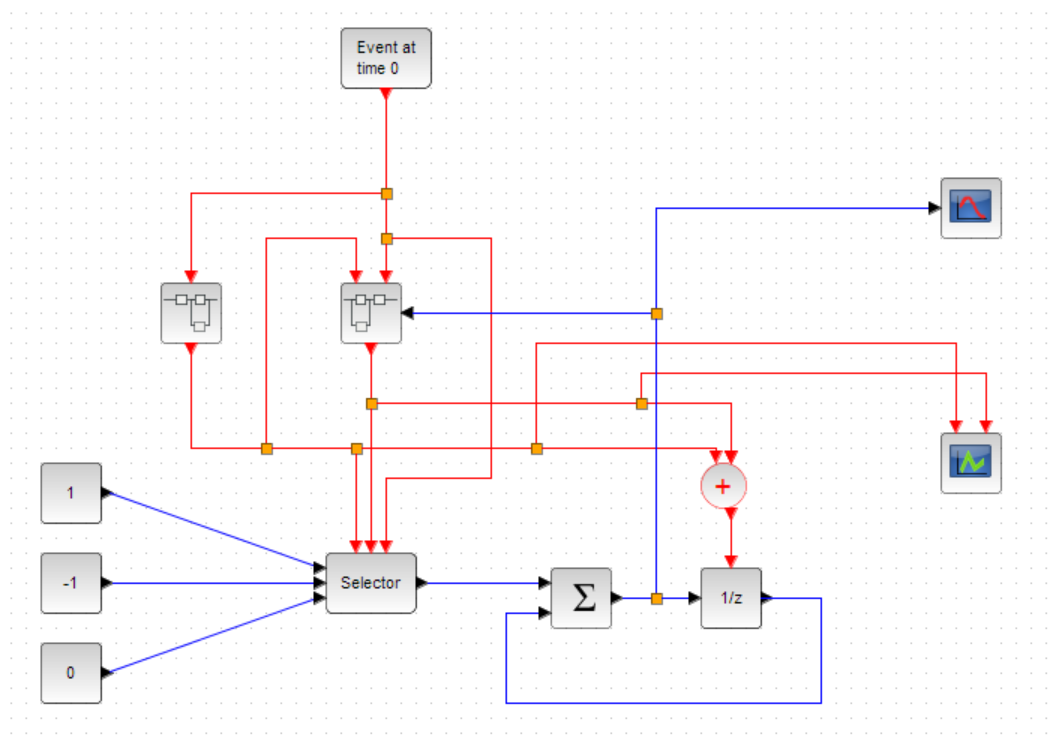 Event at
time 0
+
1
-1
0
Selector
Σ
1/z